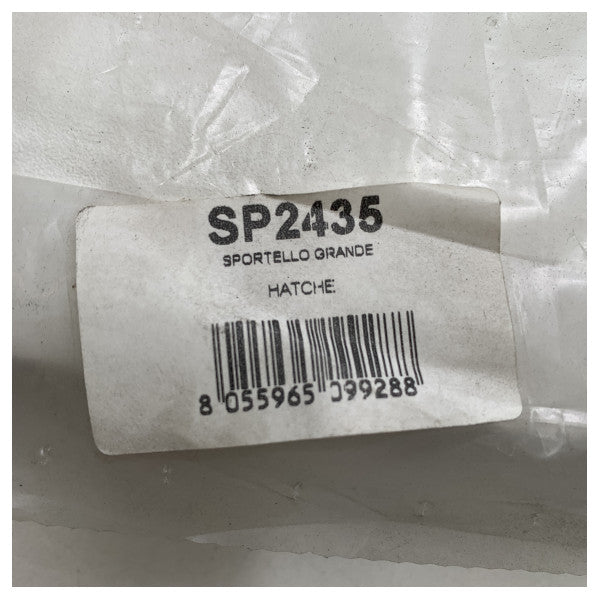 SP2435
SPORTELLO GRANDE
HATCHE
8 055965 099288